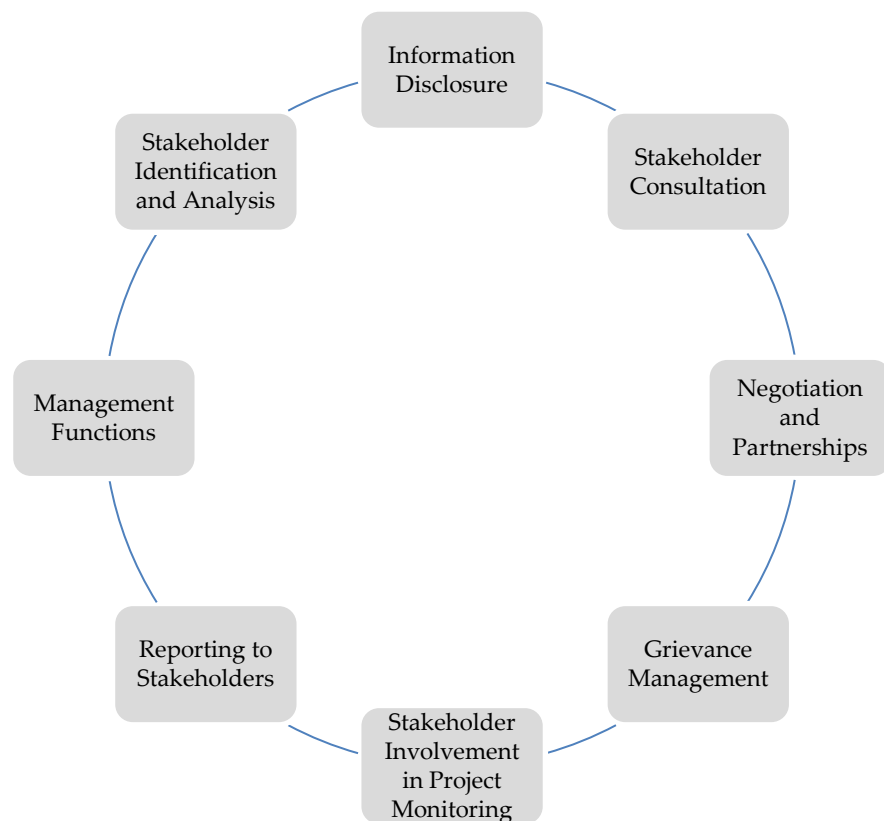 Information
Disclosure
Stakeholder
Consultation
Negotiation
and
Partnerships
Grievance
Management
Stakeholder
Involvement
in Project
Monitoring
Reporting to
Stakeholders
Management
Functions
Stakeholder
Identification
and Analysis